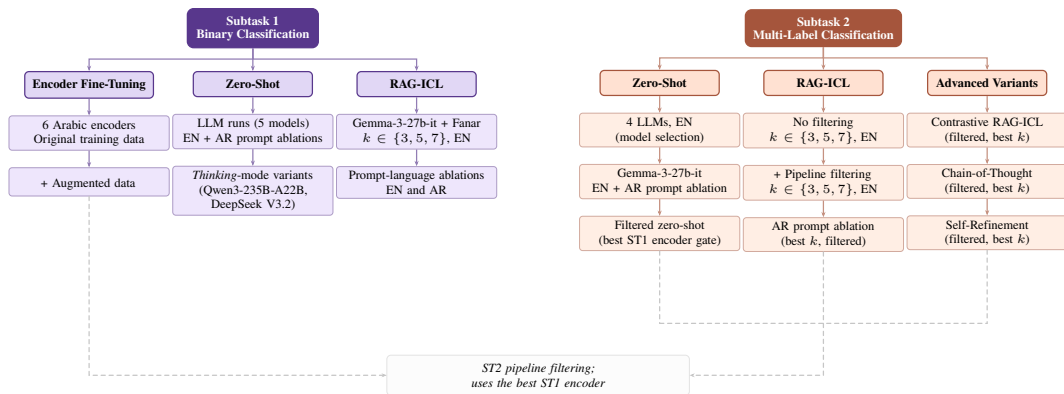 Subtask 1
Binary Classification
Encoder Fine-Tuning
6 Arabic encoders
Original training data
+ Augmented data
Zero-Shot
LLM runs (5 models)
EN + AR prompt ablations
Thinking-mode variants
(Qwen3-235B-A22B,
DeepSeek V3.2)
RAG-ICL
Gemma-3-27b-it + Fanar
k ∈ {3, 5, 7}, EN
Prompt-language ablations
EN and AR
Subtask 2
Multi-Label Classification
Zero-Shot
4 LLMs, EN
(model selection)
Gemma-3-27b-it
EN + AR prompt ablation
Filtered zero-shot
(best ST1 encoder gate)
RAG-ICL
No filtering
k ∈ {3, 5, 7}, EN
+ Pipeline filtering
k ∈ {3, 5, 7}, EN
AR prompt ablation
(best k, filtered)
Advanced Variants
Contrastive RAG-ICL
(filtered, best k)
Chain-of-Thought
(filtered, best k)
Self-Refinement
(filtered, best k)
ST2 pipeline filtering;
uses the best ST1 encoder